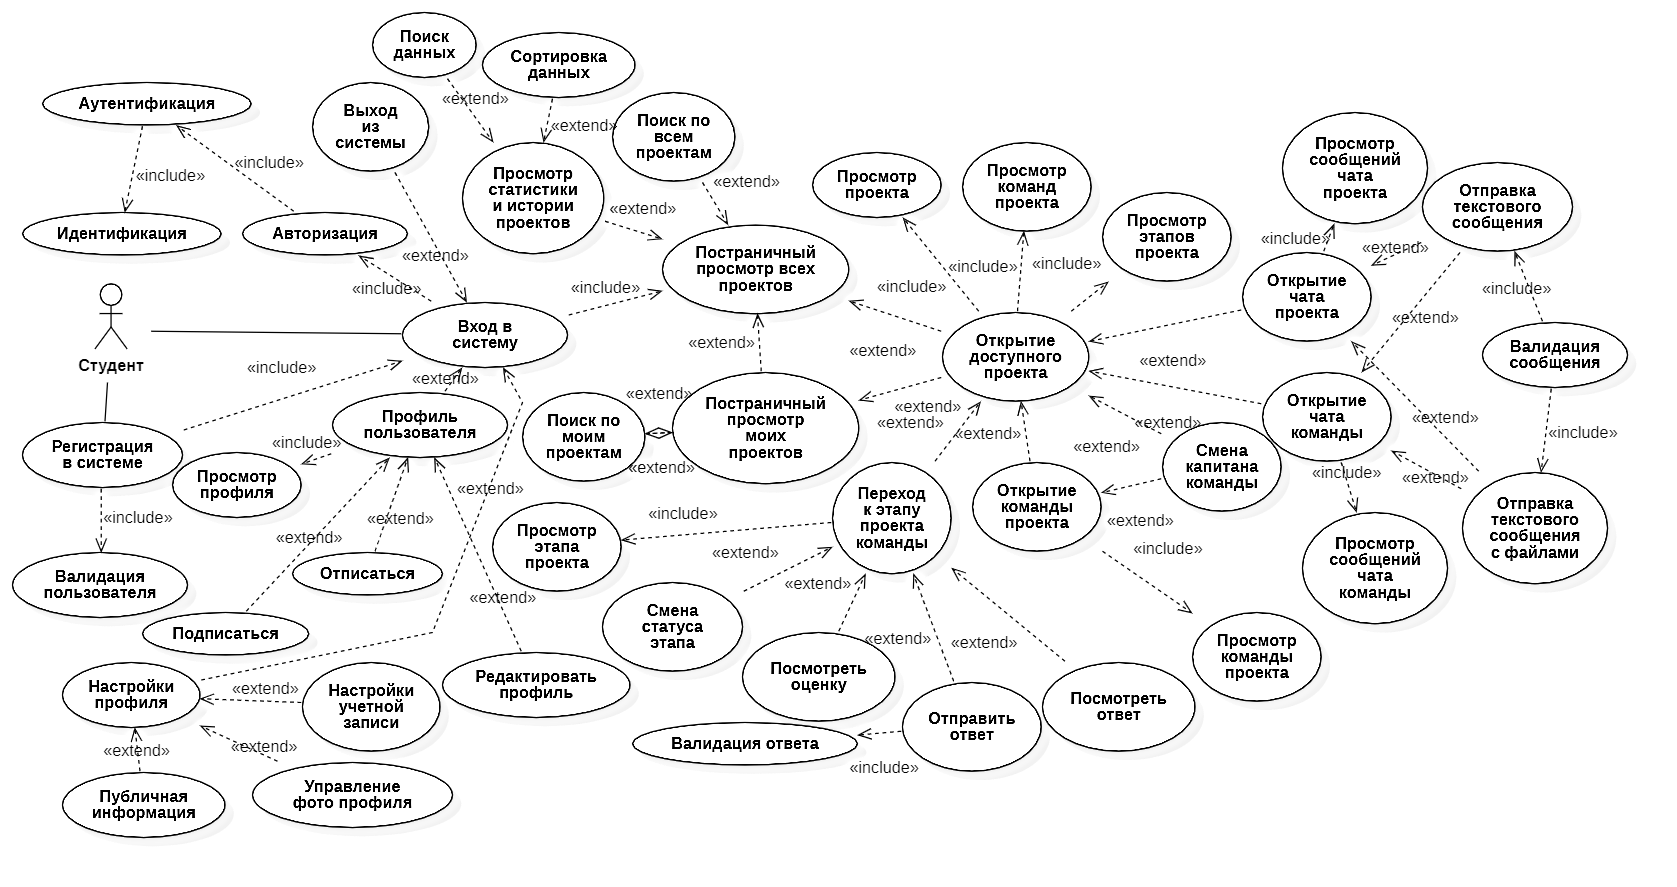 Поиск
данных
Сортировка
данных
«extend»
Аутентификация
Выход
из
системы
«extend»
Поиск по
всем
проектам
«include»
«include»
Просмотр
статистики
и истории
проектов
«extend»
«extend»
Идентификация
Авторизация
«extend»
«include»
Постраничный
просмотр всех
проектов
«include»
Студент
Вход в
систему
«include»
«extend»
Просмотр
проекта
Просмотр
команд
проекта
Просмотр
этапов
проекта
«include»
«include»
«include»
Просмотр
сообщений
чата
проекта
Отправка
текстового
сообщения
«include»
«extend»
Открытие
чата
проекта
«include»
«extend»
Открытие
доступного
проекта
«extend»
«extend»
«extend»
Валидация
сообщения
Регистрация
в системе
Профиль
пользователя
«include»
Просмотр
профиля
Поиск по
моим
проектам
«extend»
«extend»
Постраничный
просмотр
моих
проектов
«extend»
«extend»
«extend»
«extend»
«extend»
Смена
капитана
команды
Открытие
чата
команды
«extend»
«include»
«include»
«extend»
«include»
Валидация
пользователя
«extend»
«extend»
«extend»
Отписаться
Подписаться
«extend»
Просмотр
этапа
проекта
«include»
«extend»
Переход
к этапу
проекта
команды
Открытие
команды
проекта
«extend»
«include»
Просмотр
сообщений
чата
команды
Отправка
текстового
сообщения
с файлами
Смена
статуса
этапа
«extend»
«extend»
«extend»
Просмотр
команды
проекта
Настройки
профиля
«extend»
Настройки
учетной
записи
Редактировать
профиль
Посмотреть
оценку
Отправить
ответ
Посмотреть
ответ
«extend»
«extend»
Валидация ответа
«include»
Публичная
информация
Управление
фото профиля